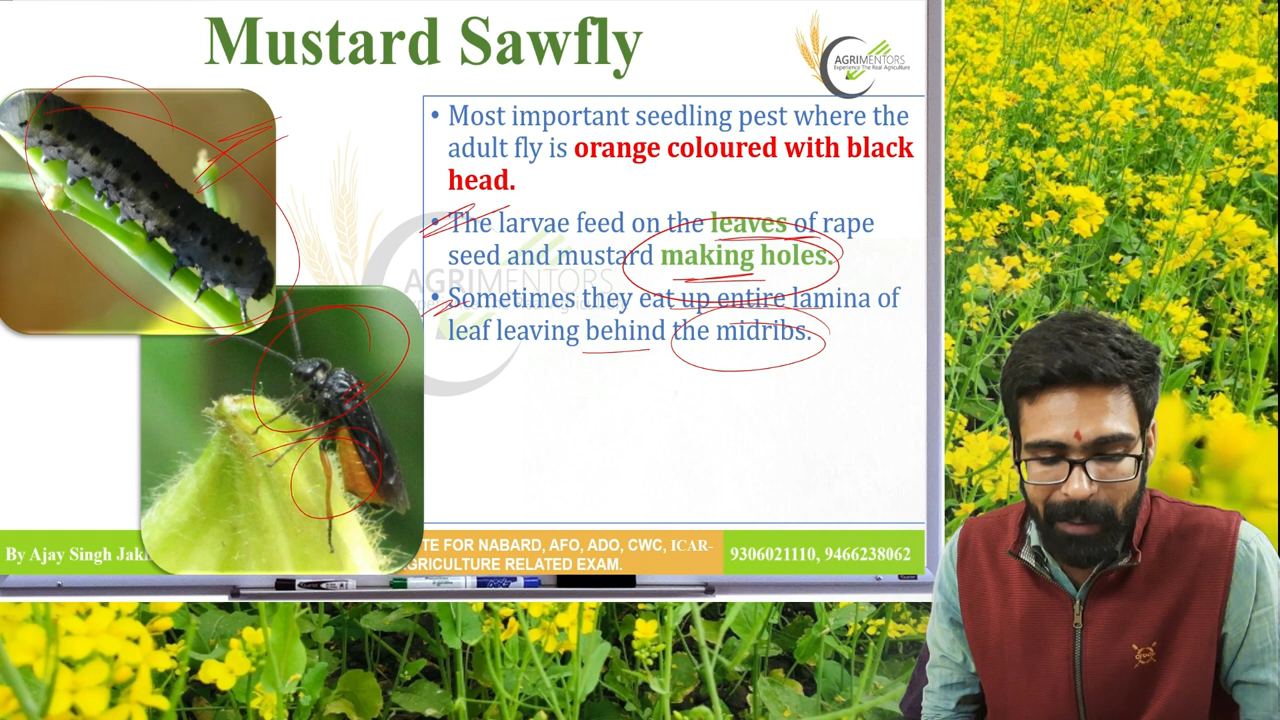 Mustard Sawfly
AGRIMENTORS
Experience The Real Agriculture
• Most important seedling pest where the
adult fly is orange coloured with black
head.
• The larvae feed on the leaves of rape
seed and mustard making holes.
• Sometimes they eat up entire lamina of
leaf leaving behind the midribs.
AGRIMENTORS
By Ajay Singh Jak
TE FOR NABARD, AFO, ADO, CWC, ICAR-
GRICULTURE RELATED EXAM.
9306021110, 9466238062